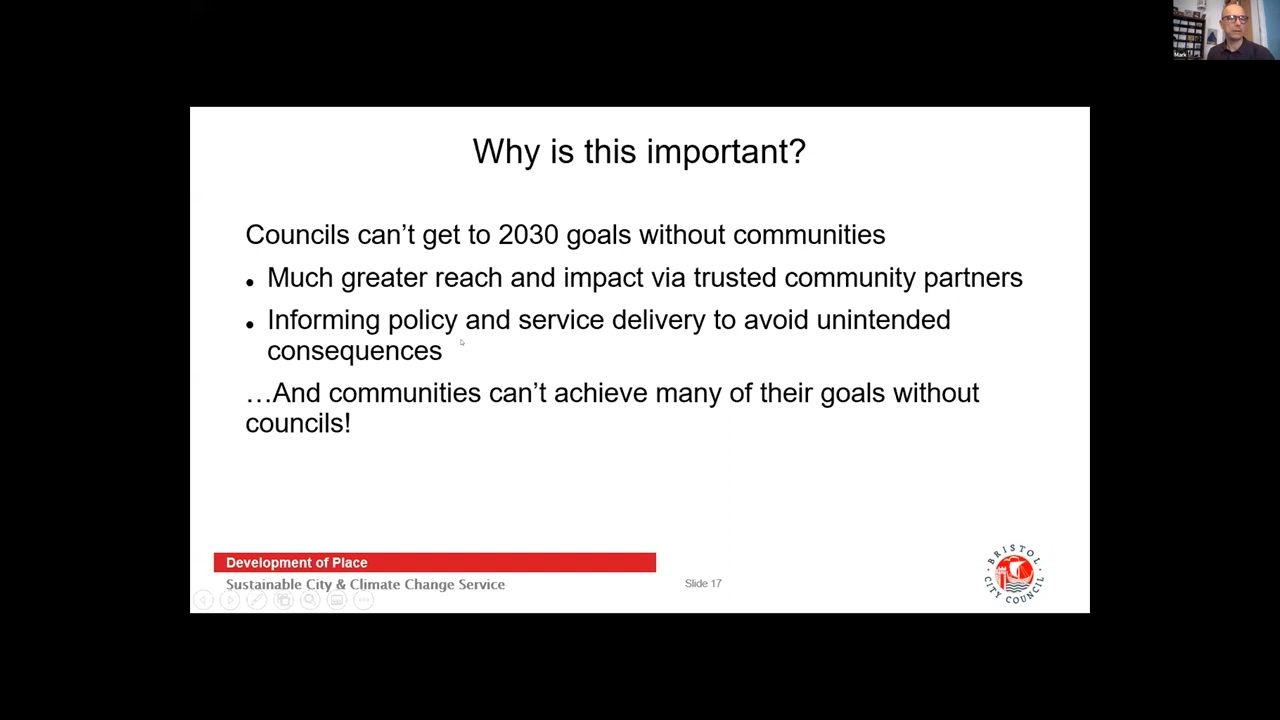 Mark
Why is this important?
Councils can’t get to 2030 goals without communities
• Much greater reach and impact via trusted community partners
• Informing policy and service delivery to avoid unintended
consequences
…And communities can’t achieve many of their goals without
councils!
Development of Place
Sustainable City & Climate Change Service
Slide 17
BRISTOL
CITY COUNCIL